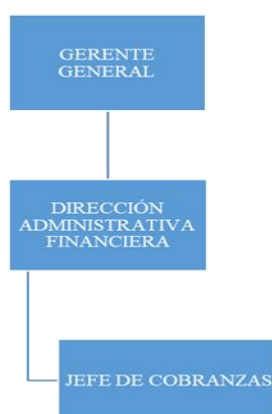 GERENTE
GENERAL
DIRECCIÓN
ADMINISTRATIVA
FINANCIERA
JEFE DE COBRANZAS